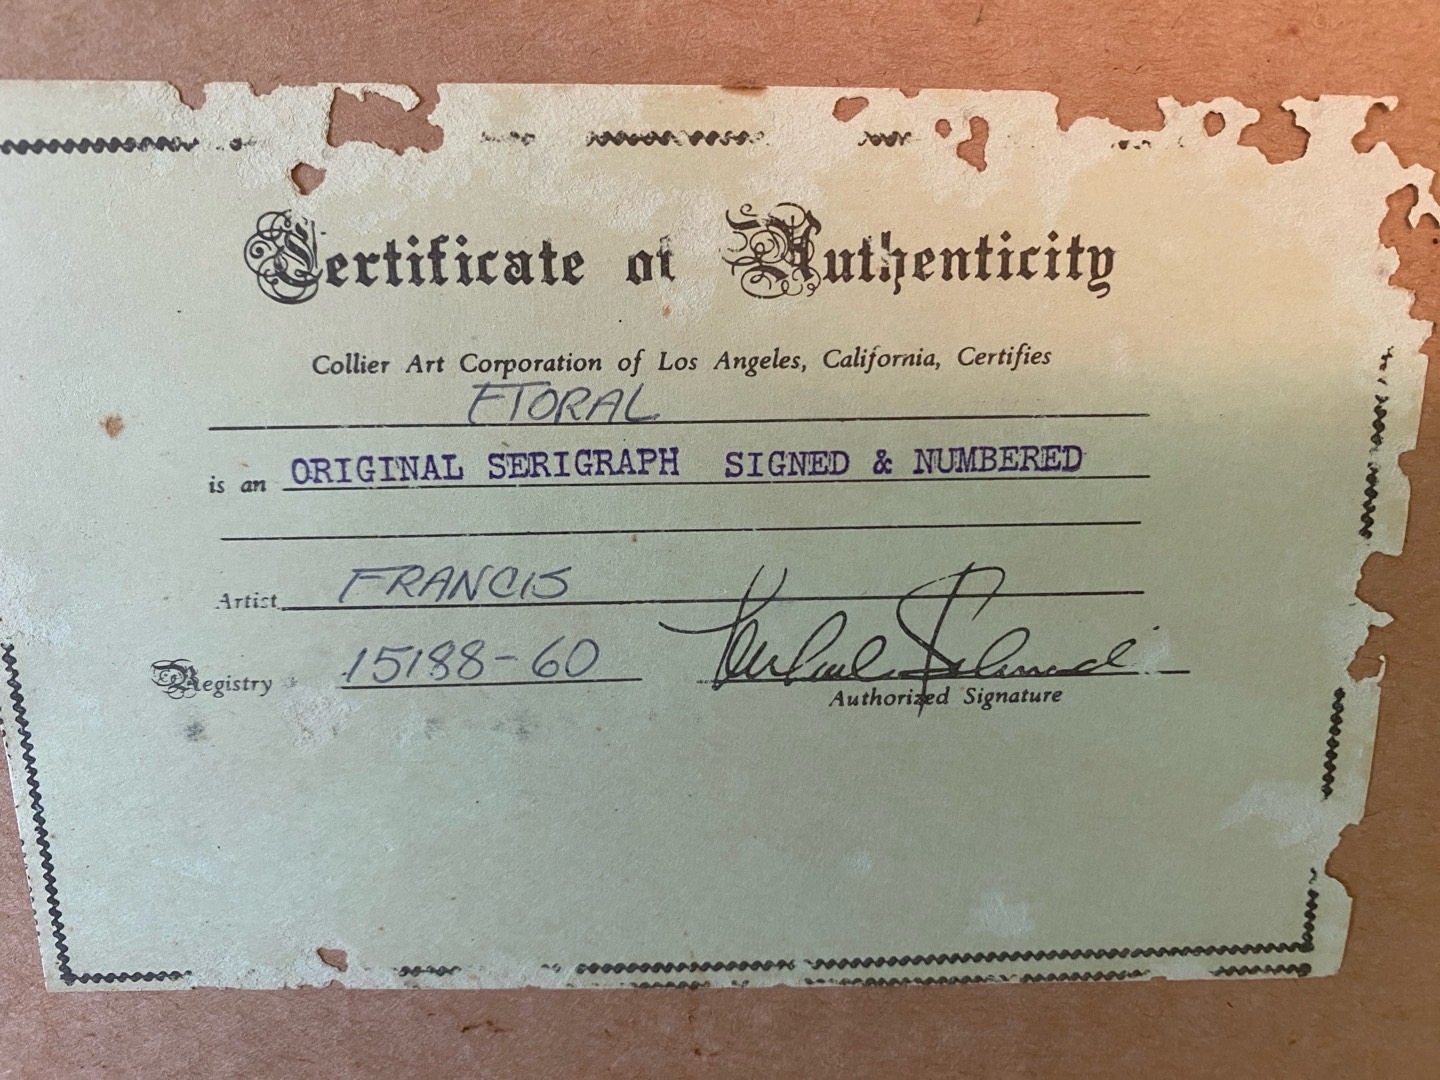 Certificate of Authenticity
Collier Art Corporation of Los Angeles, California, Certifies
FTORAL
is an ORIGINAL SERIGRAPH SIGNED & NUMBERED
Artist FRANCIS
Registry 15188-60
Authorized Signature